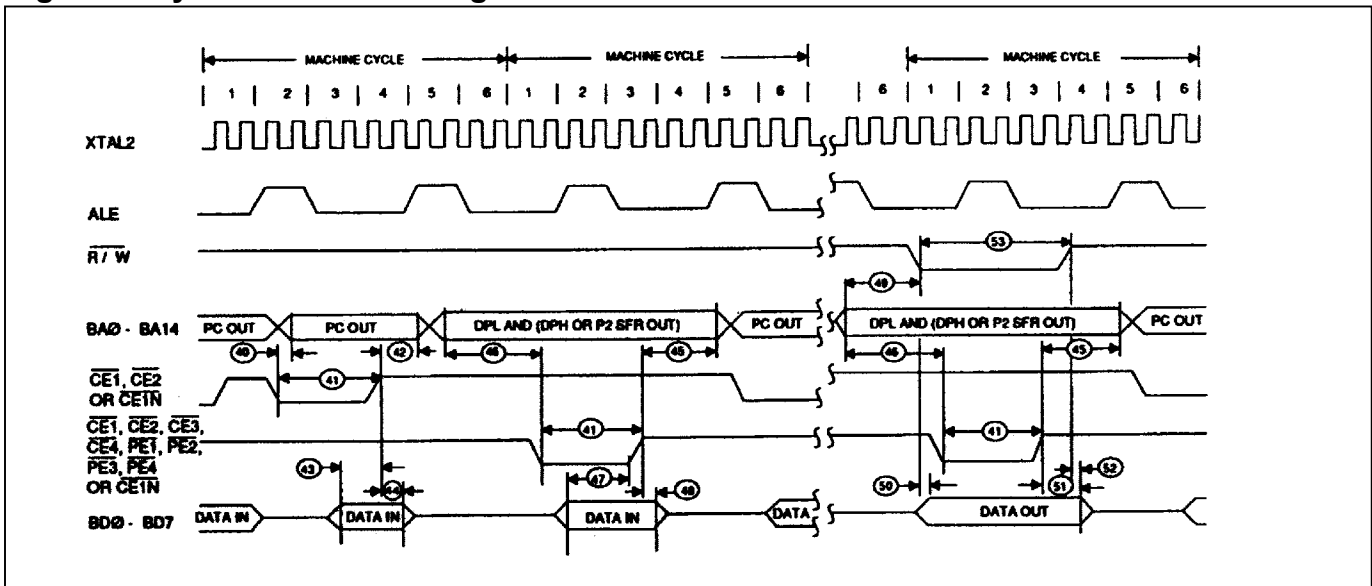 MACHINE CYCLE MACHINE CYCLE MACHINE CYCLE
1 2 3 4 5 6 1 2 3 4 5 6 6 1 2 3 4 5 6
XTAL2
ALE
R / W
53
49
BAØ - BA14 PC OUT PC OUT DPL AND (DPH OR P2 SFR OUT) PC OUT DPL AND (DPH OR P2 SFR OUT) PC OUT
40 42 46 45 46 45
CE1, CE2
OR CE1N
41
CE1, CE2, CE3,
CE4, PE1, PE2,
PE3, PE4
OR CE1N
41 41
43 44 47 48 50 51 52
BDØ - BD7 DATA IN DATA IN DATA IN DATA DATA OUT